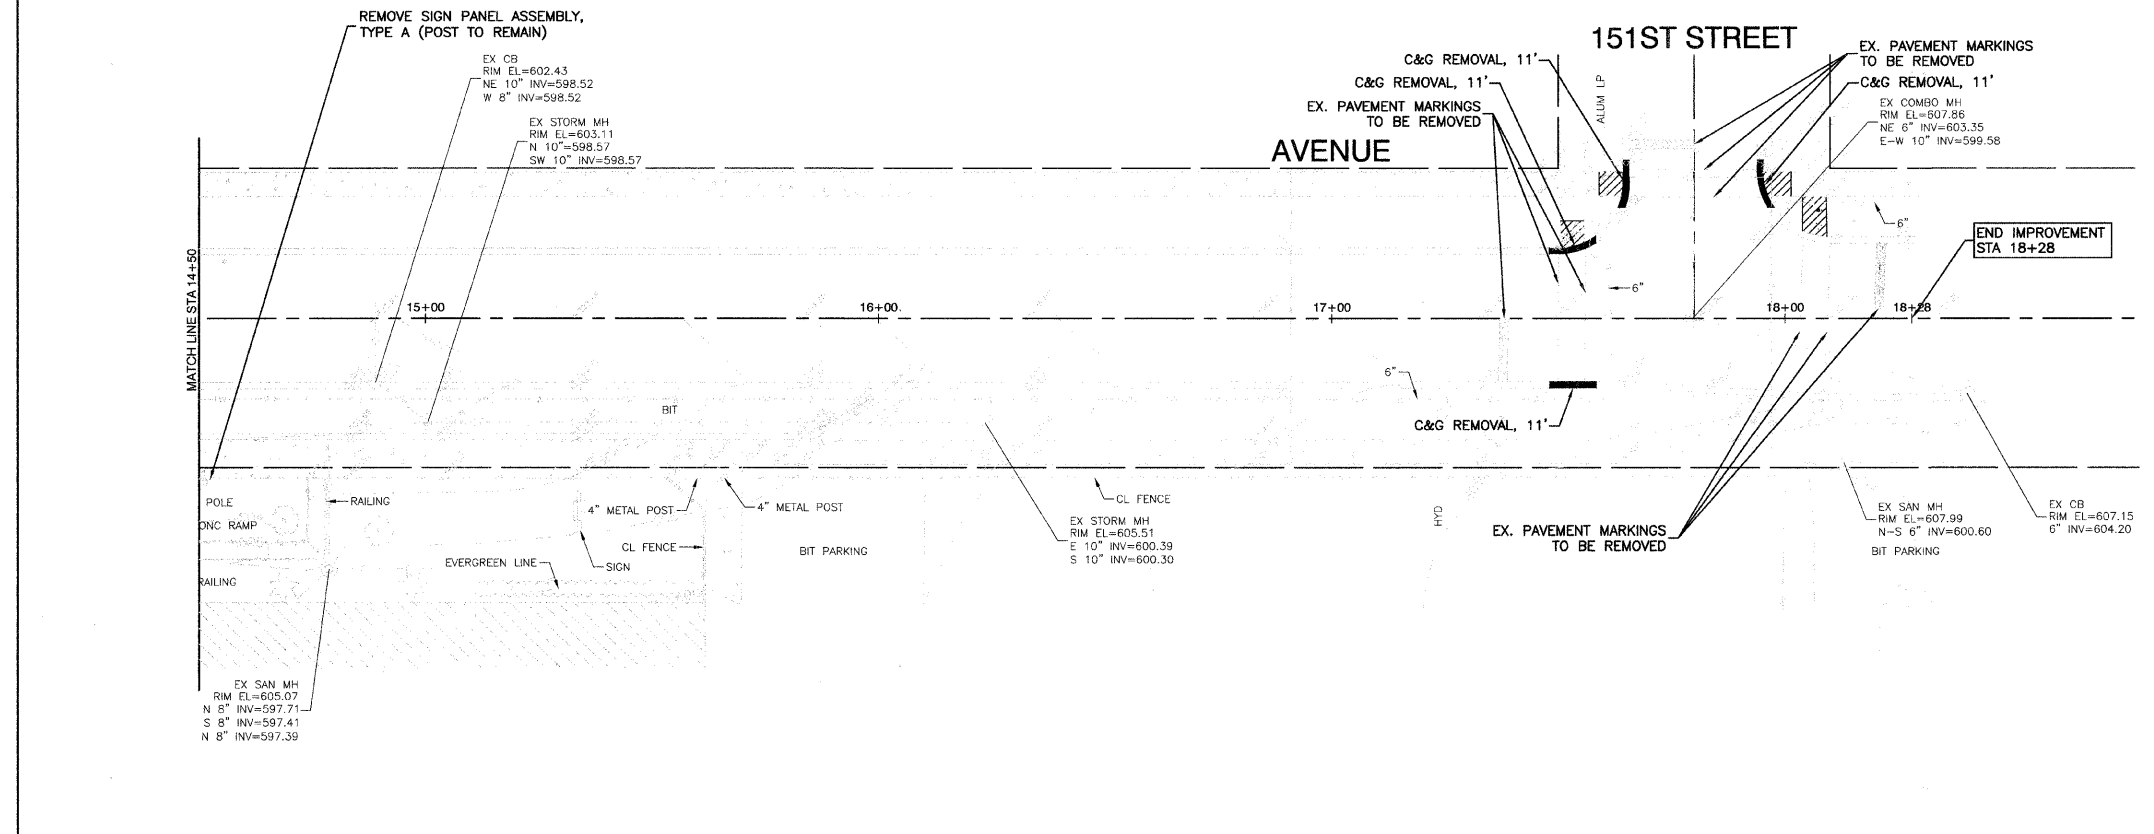 REMOVE SIGN PANEL ASSEMBLY,
TYPE A (POST TO REMAIN)
EX CB
RIM EL=602.43
NE 10" INV=598.52
W 8" INV=598.52
EX STORM MH
RIM EL=603.11
N 10"=598.57
SW 10" INV=598.57
151ST STREET
AVENUE
C&G REMOVAL, 11'
C&G REMOVAL, 11'
EX. PAVEMENT MARKINGS
TO BE REMOVED
ALUM LP
EX. PAVEMENT MARKINGS
TO BE REMOVED
C&G REMOVAL, 11'
EX COMBO MH
RIM EL=607.86
NE 6" INV=603.35
E-W 10" INV=599.58
6"
END IMPROVEMENT
STA 18+28
6"
MATCH LINE STA 14+50
15+00
16+00
17+00
18+00
18+28
6"
BIT
C&G REMOVAL, 11'
POLE
ONC RAMP
RAILING
RAILING
4" METAL POST
4" METAL POST
CL FENCE
EVERGREEN LINE
SIGN
BIT PARKING
CL FENCE
EX STORM MH
RIM EL=605.51
E 10" INV=600.39
S 10" INV=600.30
HYD
EX. PAVEMENT MARKINGS
TO BE REMOVED
EX SAN MH
RIM EL=607.99
N-S 6" INV=600.60
BIT PARKING
EX CB
RIM EL=607.15
6" INV=604.20
EX SAN MH
RIM EL=605.07
N 8" INV=597.71
S 8" INV=597.41
N 8" INV=597.39